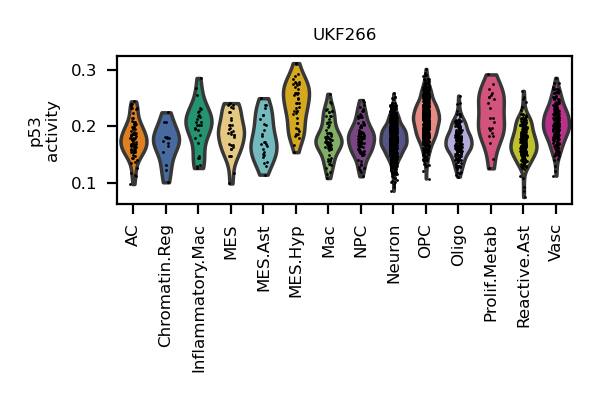 UKF266
p53
activity
0.3
0.2
0.1
AC
Chromatin.Reg
Inflammatory.Mac
MES
MES.Ast
MES.Hyp
Mac
NPC
Neuron
OPC
Oligo
Prolif.Metab
Reactive.Ast
Vasc